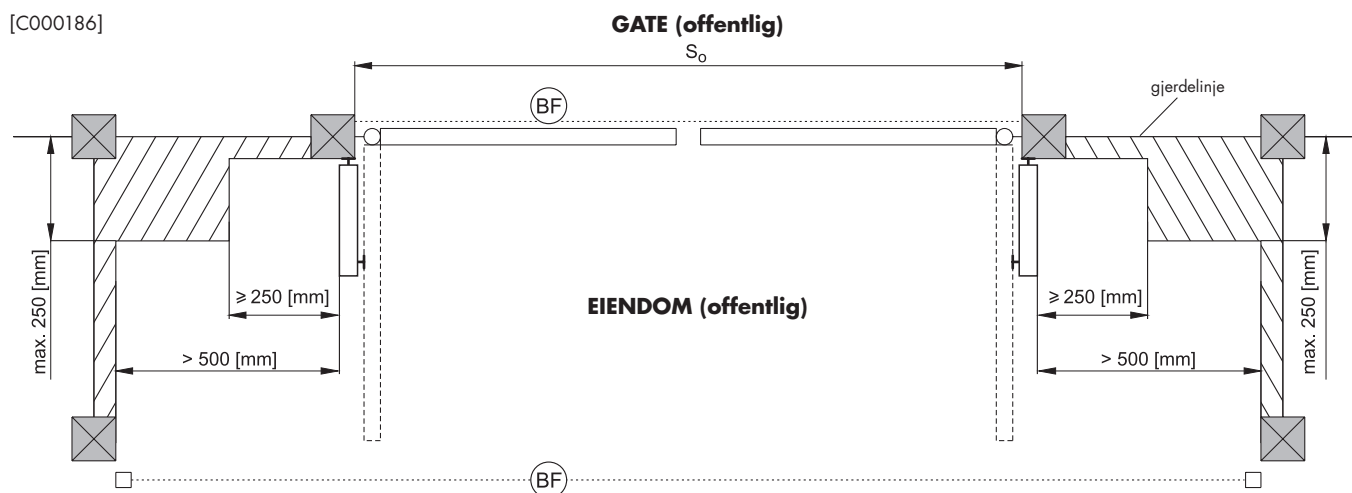 [C000186]
GATE (offentlig)
So
BF
gjerdelinje
max. 250 [mm]
max. 250 [mm]
⩾ 250 [mm]
EIENDOM (offentlig)
⩾ 250 [mm]
> 500 [mm]
> 500 [mm]
BF